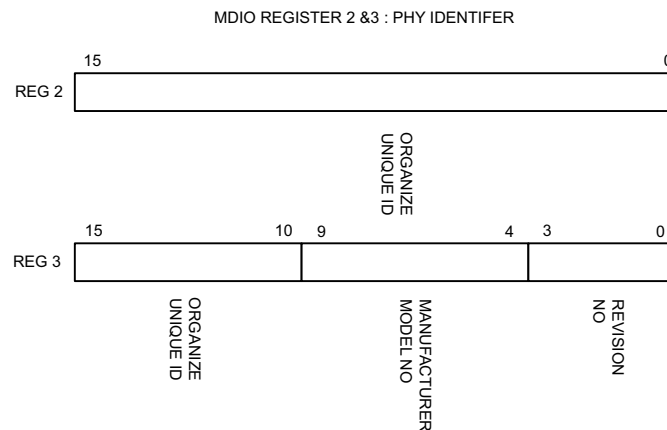 MDIO REGISTER 2 &3 : PHY IDENTIFER
15 0
REG 2
ORGANIZE
UNIQUE ID
15 10 9 4 3 0
REG 3
ORGANIZE
UNIQUE ID
MANUFACTURER
MODEL NO
REVISION
NO